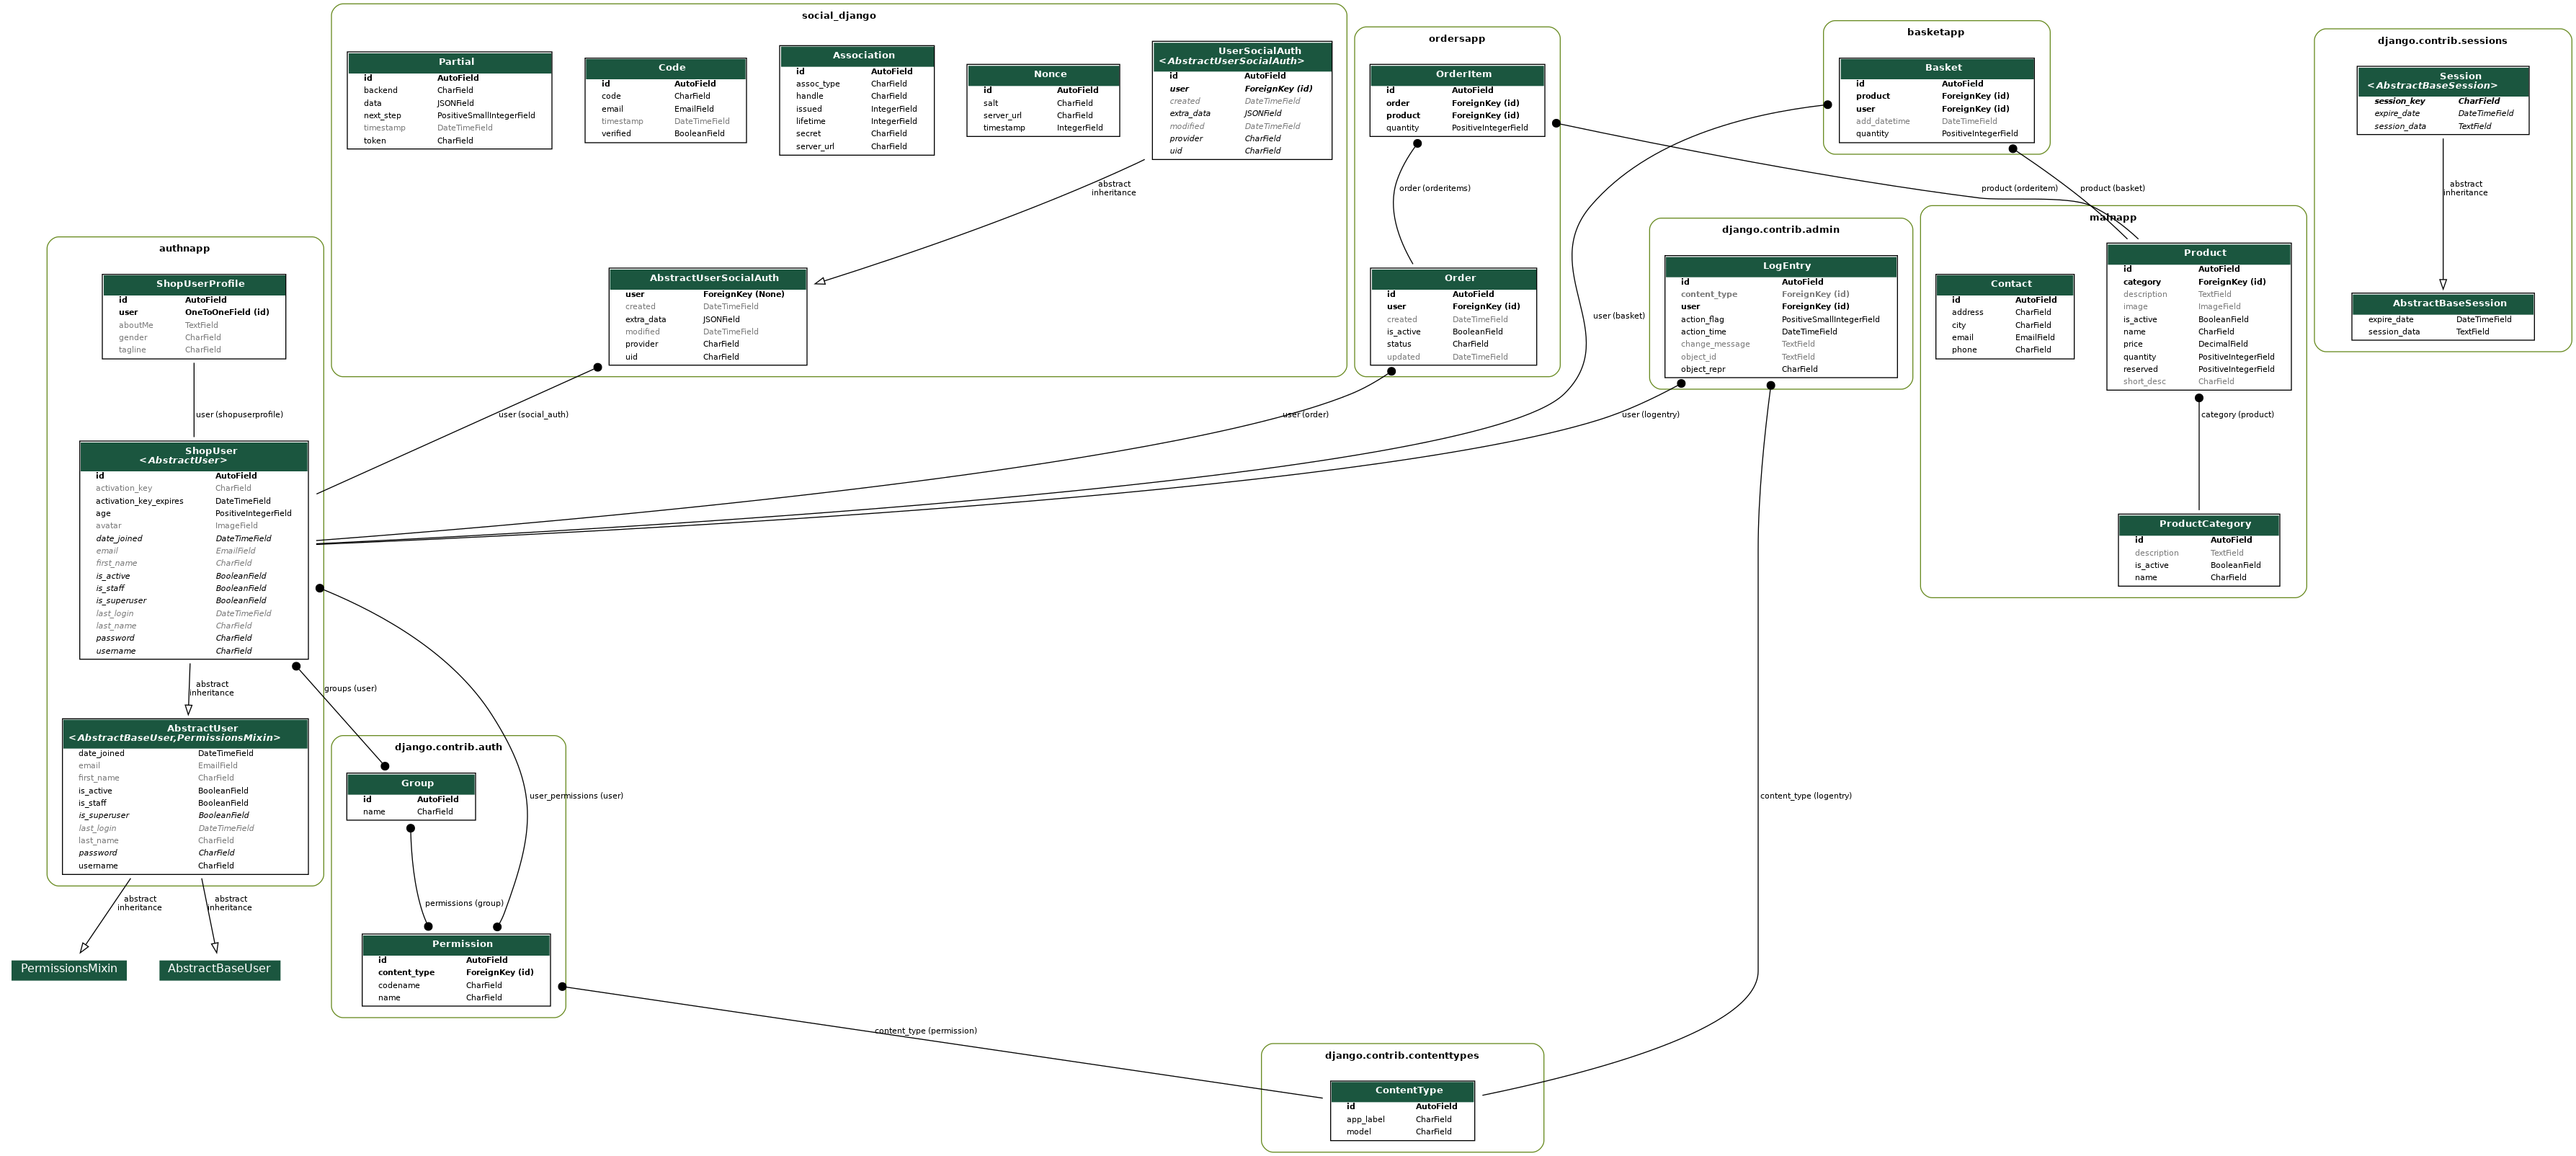 social_django
Partial
id AutoField
backend CharField
data JSONField
next_step PositiveSmallIntegerField
timestamp DateTimeField
token CharField
Code
id AutoField
code CharField
email EmailField
timestamp DateTimeField
verified BooleanField
Association
id AutoField
assoc_type CharField
handle CharField
issued IntegerField
lifetime IntegerField
secret CharField
server_url CharField
Nonce
id AutoField
salt CharField
server_url CharField
timestamp IntegerField
UserSocialAuth
<AbstractUserSocialAuth>
id AutoField
user ForeignKey (id)
created DateTimeField
extra_data JSONField
modified DateTimeField
provider CharField
uid CharField
abstract
inheritance
AbstractUserSocialAuth
user ForeignKey (None)
created DateTimeField
extra_data JSONField
modified DateTimeField
provider CharField
uid CharField
ordersapp
OrderItem
id AutoField
order ForeignKey (id)
product ForeignKey (id)
quantity PositiveIntegerField
order (orderitems)
Order
id AutoField
user ForeignKey (id)
created DateTimeField
is_active BooleanField
status CharField
updated DateTimeField
basketapp
Basket
id AutoField
product ForeignKey (id)
user ForeignKey (id)
add_datetime DateTimeField
quantity PositiveIntegerField
product (orderitem)
product (basket)
user (basket)
django.contrib.sessions
Session
<AbstractBaseSession>
session_key CharField
expire_date DateTimeField
session_data TextField
abstract
inheritance
AbstractBaseSession
expire_date DateTimeField
session_data TextField
django.contrib.admin
LogEntry
id AutoField
content_type ForeignKey (id)
user ForeignKey (id)
action_flag PositiveSmallIntegerField
action_time DateTimeField
change_message TextField
object_id TextField
object_repr CharField
mainapp
Contact
id AutoField
address CharField
city CharField
email EmailField
phone CharField
Product
id AutoField
category ForeignKey (id)
description TextField
image ImageField
is_active BooleanField
name CharField
price DecimalField
quantity PositiveIntegerField
reserved PositiveIntegerField
short_desc CharField
category (product)
ProductCategory
id AutoField
description TextField
is_active BooleanField
name CharField
authnapp
ShopUserProfile
id AutoField
user OneToOneField (id)
aboutMe TextField
gender CharField
tagline CharField
user (shopuserprofile)
user (social_auth)
user (order)
user (logentry)
ShopUser
<AbstractUser>
id AutoField
activation_key CharField
activation_key_expires DateTimeField
age PositiveIntegerField
avatar ImageField
date_joined DateTimeField
email EmailField
first_name CharField
is_active BooleanField
is_staff BooleanField
is_superuser BooleanField
last_login DateTimeField
last_name CharField
password CharField
username CharField
abstract
inheritance
groups (user)
AbstractUser
<AbstractBaseUser,PermissionsMixin>
date_joined DateTimeField
email EmailField
first_name CharField
is_active BooleanField
is_staff BooleanField
is_superuser BooleanField
last_login DateTimeField
last_name CharField
password CharField
username CharField
abstract
inheritance
abstract
inheritance
PermissionsMixin
AbstractBaseUser
django.contrib.auth
Group
id AutoField
name CharField
user_permissions (user)
permissions (group)
Permission
id AutoField
content_type ForeignKey (id)
codename CharField
name CharField
content_type (logentry)
content_type (permission)
django.contrib.contenttypes
ContentType
id AutoField
app_label CharField
model CharField